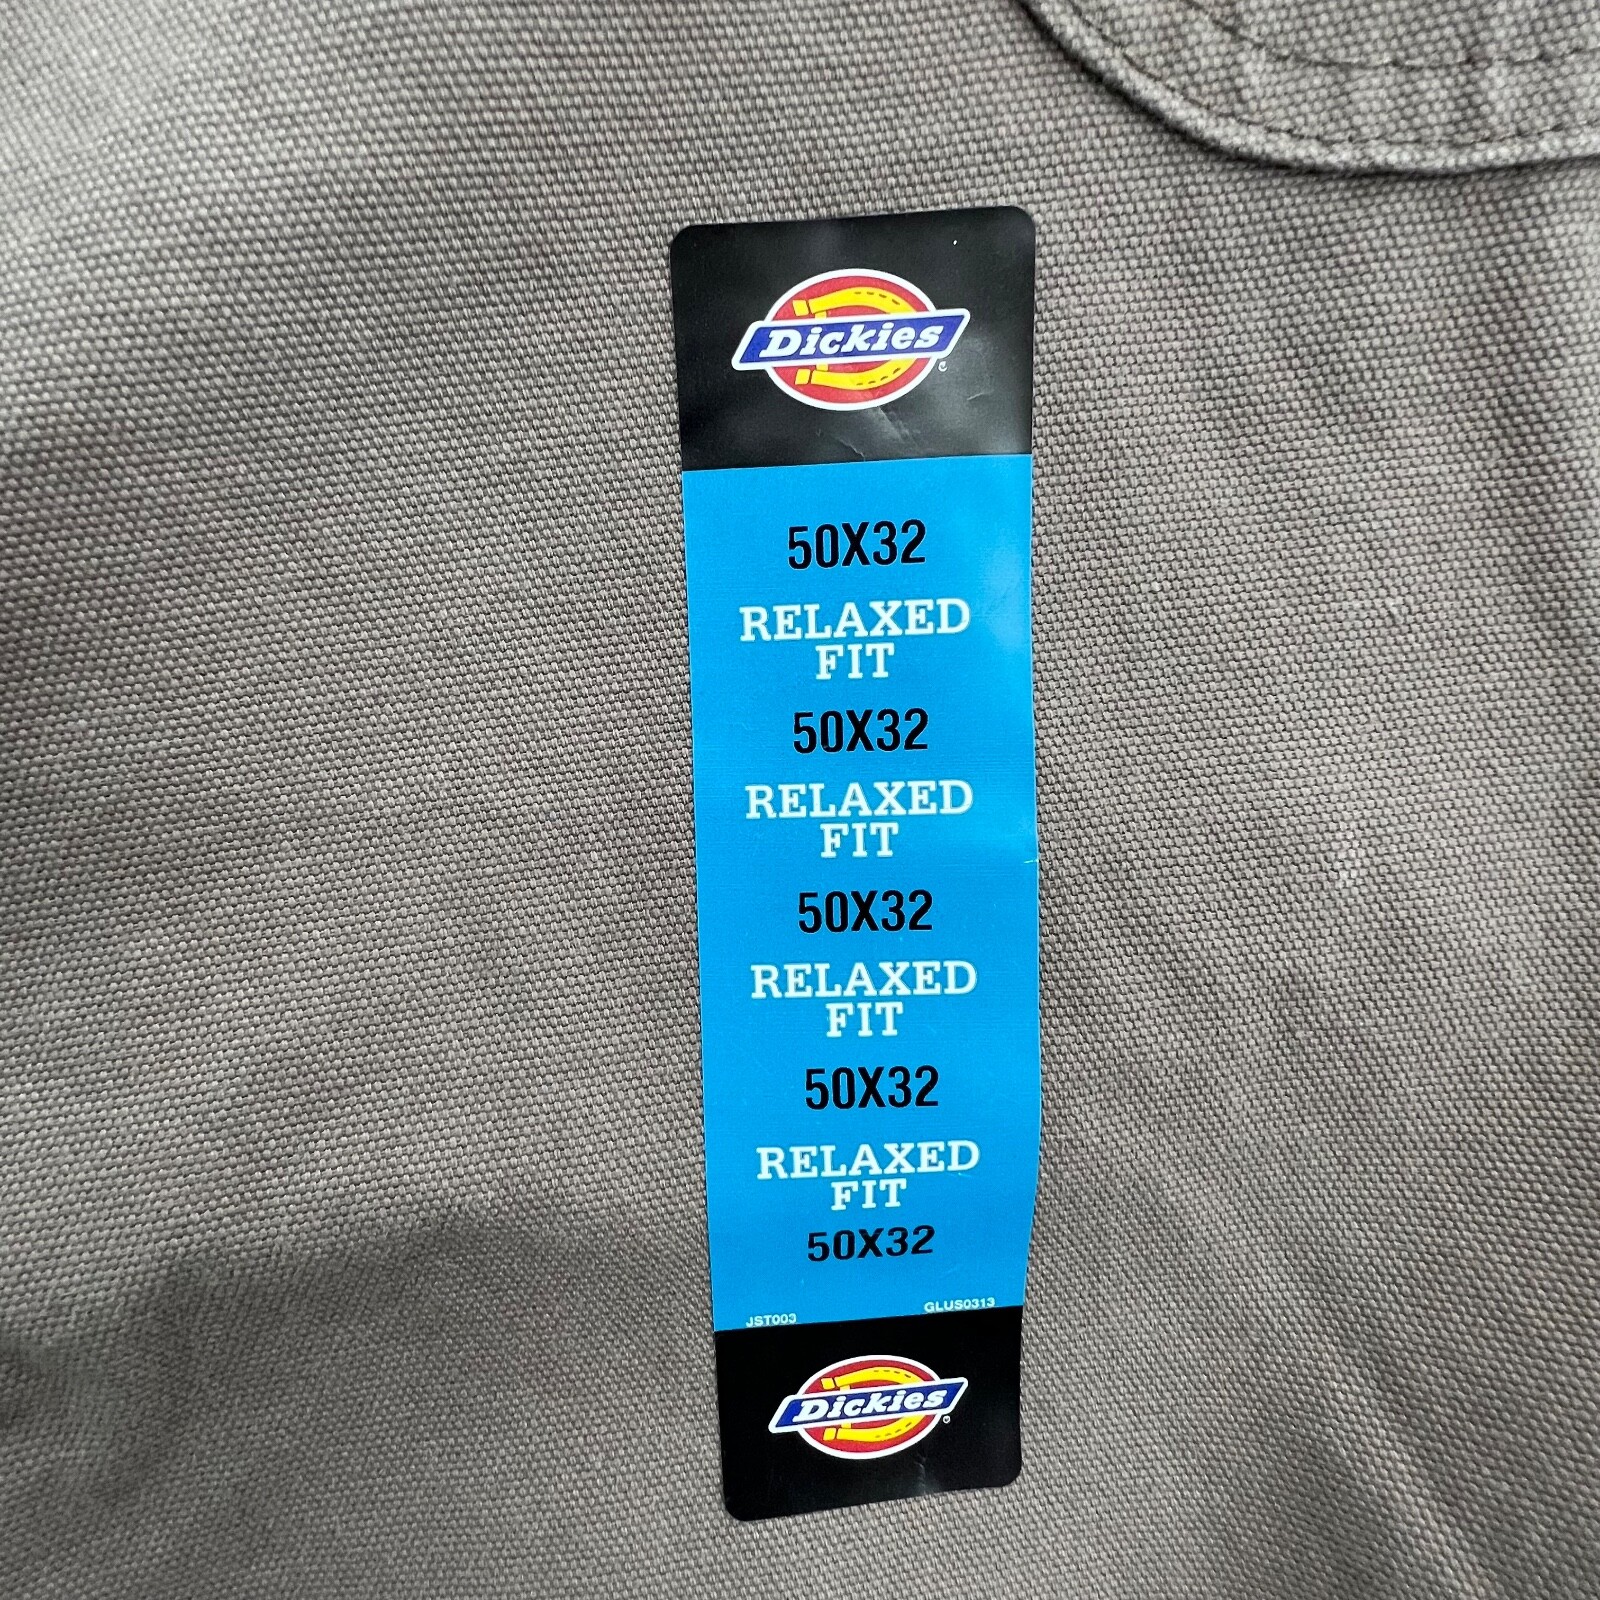 Dickies
50X32
RELAXED
FIT
50X32
RELAXED
FIT
50X32
RELAXED
FIT
50X32
RELAXED
FIT
50X32
JST003 GLUS0313
Dickies